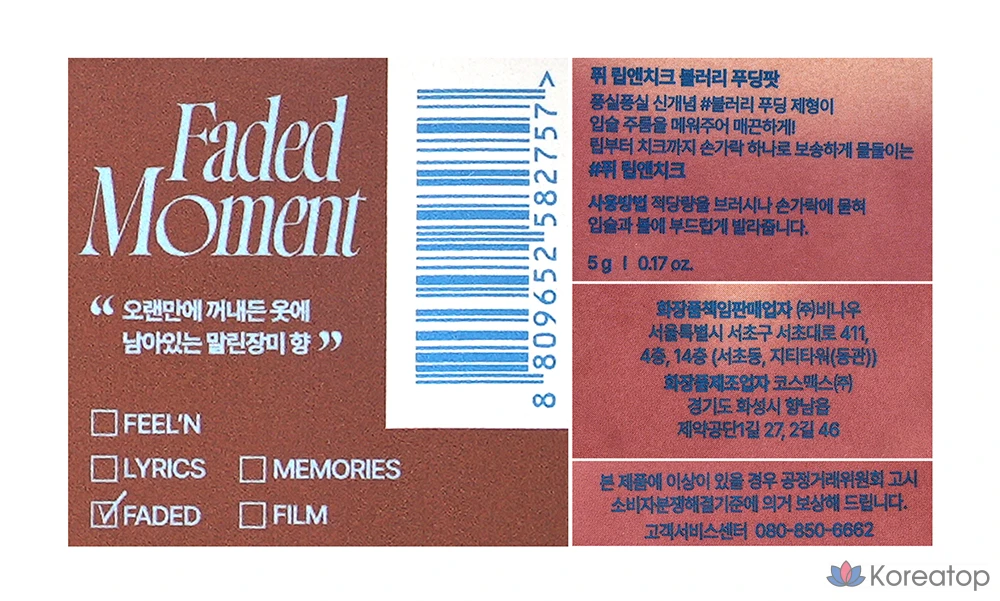 Faded
Moment
“ 오랜만에 꺼내든 옷에
남아있는 말린장미 향 ”
☐ FEEL'N
☐ LYRICS ☐ MEMORIES
☑ FADED ☐ FILM
8 809652 582757 >
퓌 립앤치크 블러리 푸딩팟
퐁실퐁실 신개념 #블러리 푸딩 제형이
입술 주름을 메워주어 매끈하게!
립부터 치크까지 손가락 하나로 보송하게 물들이는
#퓌 립앤치크
사용방법 적당량을 브러시나 손가락에 묻혀
입술과 볼에 부드럽게 발라줍니다.
5 g | 0.17 oz.
화장품책임판매업자 ㈜비나우
서울특별시 서초구 서초대로 411,
4층, 14층 (서초동, 지티타워(동관))
화장품제조업자 코스맥스㈜
경기도 화성시 향남읍
제약공단1길 27, 2길 46
본 제품에 이상이 있을 경우 공정거래위원회 고시
소비자분쟁해결기준에 의거 보상해 드립니다.
고객서비스센터 080-850-6662
Koreatop